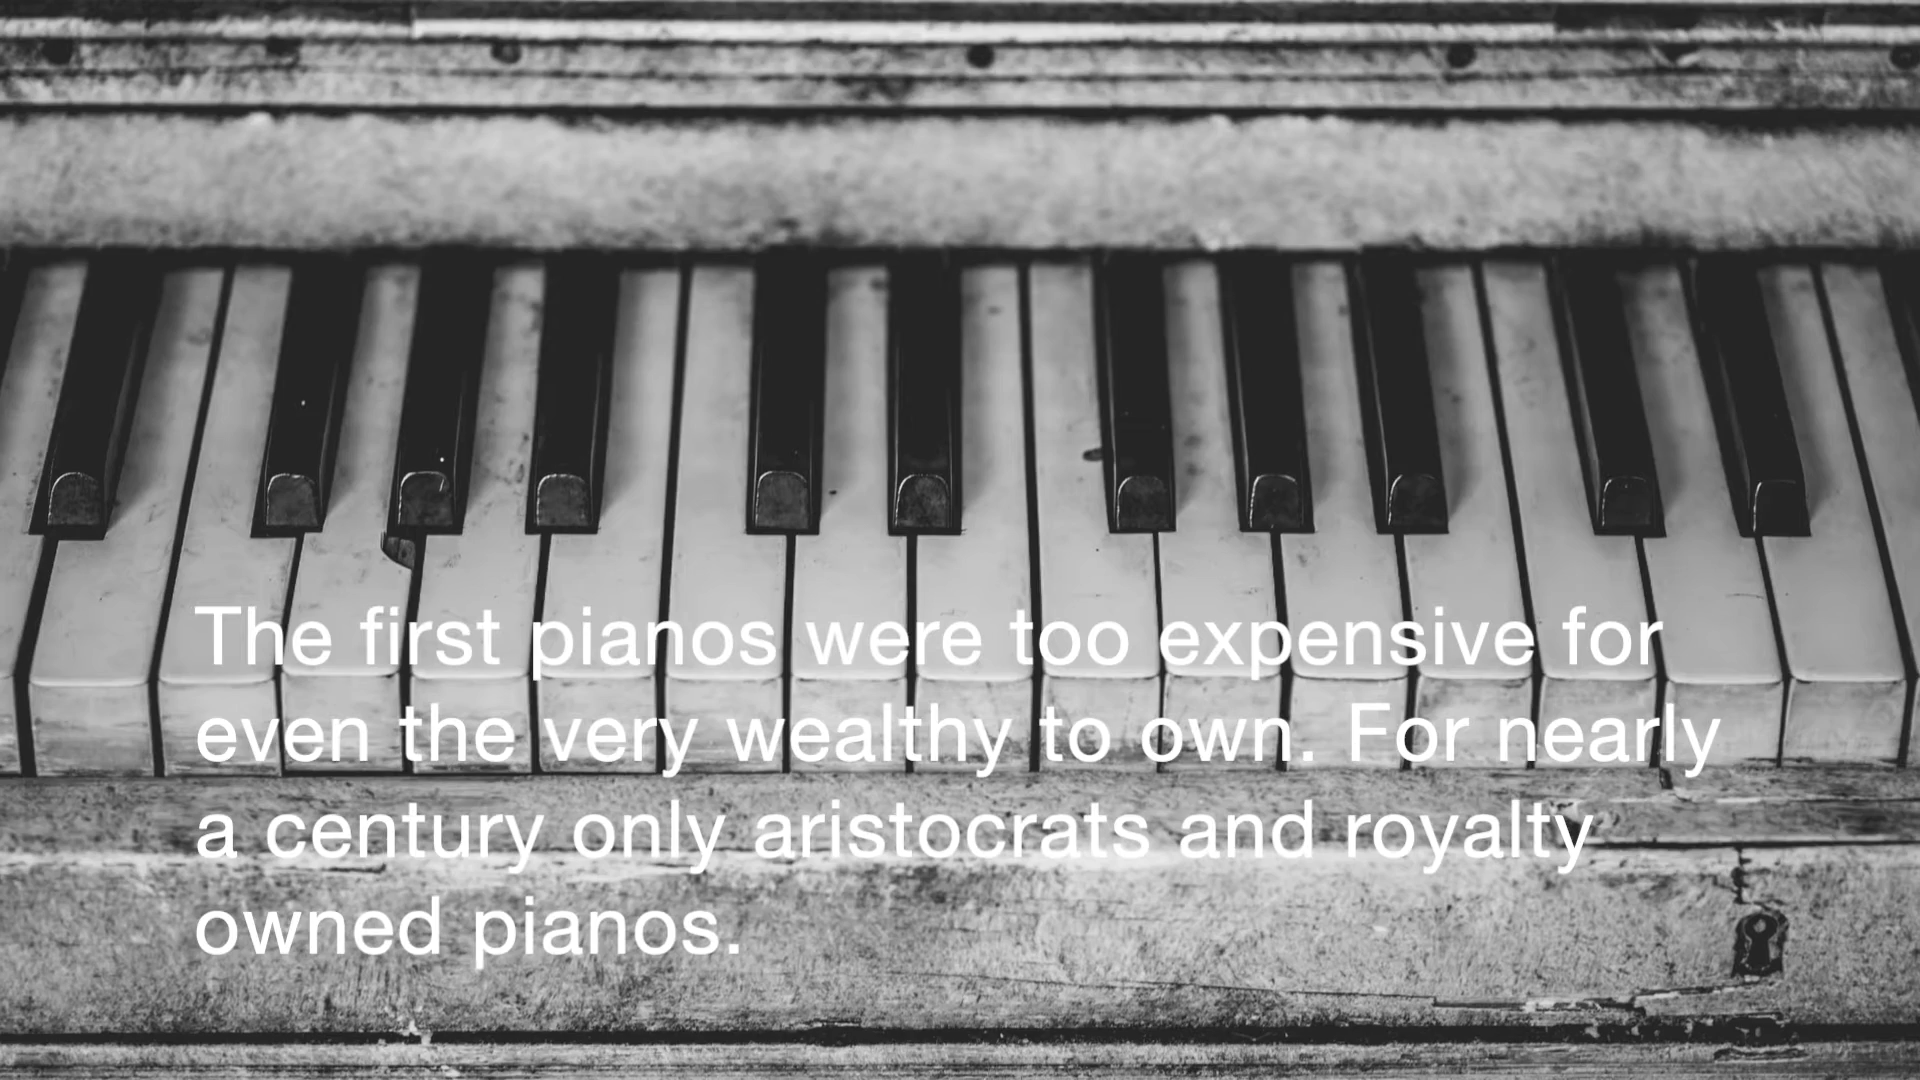 The first pianos were too expensive for
even the very wealthy to own. For nearly
a century only aristocrats and royalty
owned pianos.